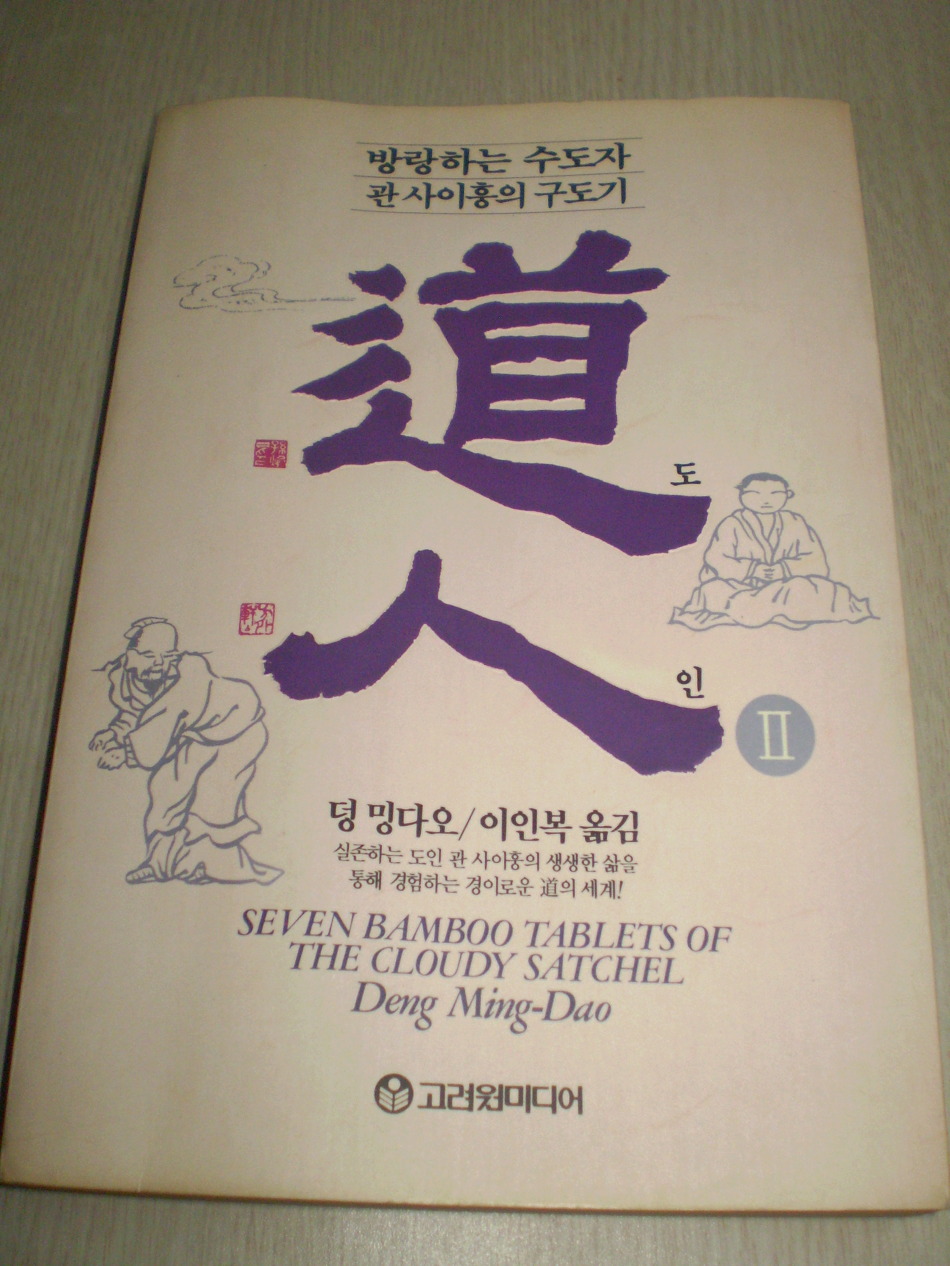 방랑하는 수도자
관 사이홍의 구도기
道
도
人
인
II
덩 밍다오/이인복 옮김
실존하는 도인 관 사이홍의 생생한 삶을
통해 경험하는 경이로운 道의 세계!
SEVEN BAMBOO TABLETS OF
THE CLOUDY SATCHEL
Deng Ming-Dao
고려원미디어